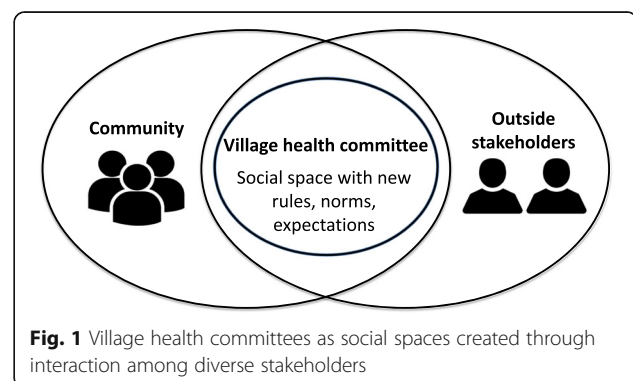 Community
Village health committee
Social space with new
rules, norms,
expectations
Outside
stakeholders
Fig. 1 Village health committees as social spaces created through
interaction among diverse stakeholders